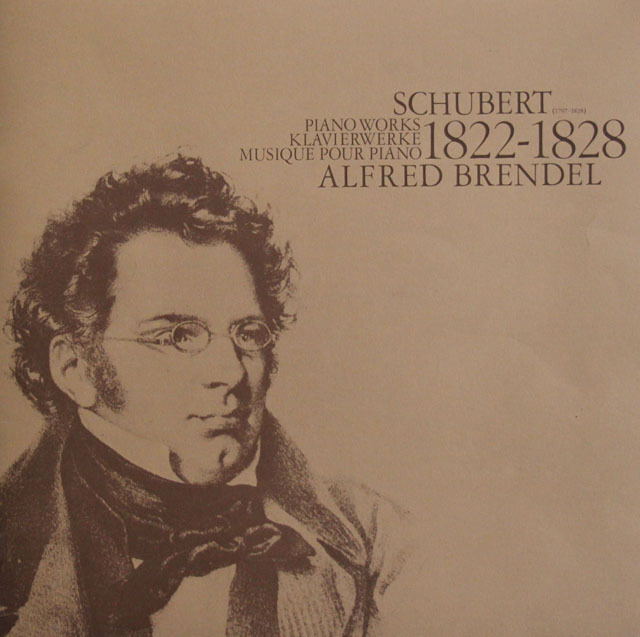 SCHUBERT (1797-1828)
PIANO WORKS
KLAVIERWERKE
MUSIQUE POUR PIANO
1822-1828
ALFRED BRENDEL